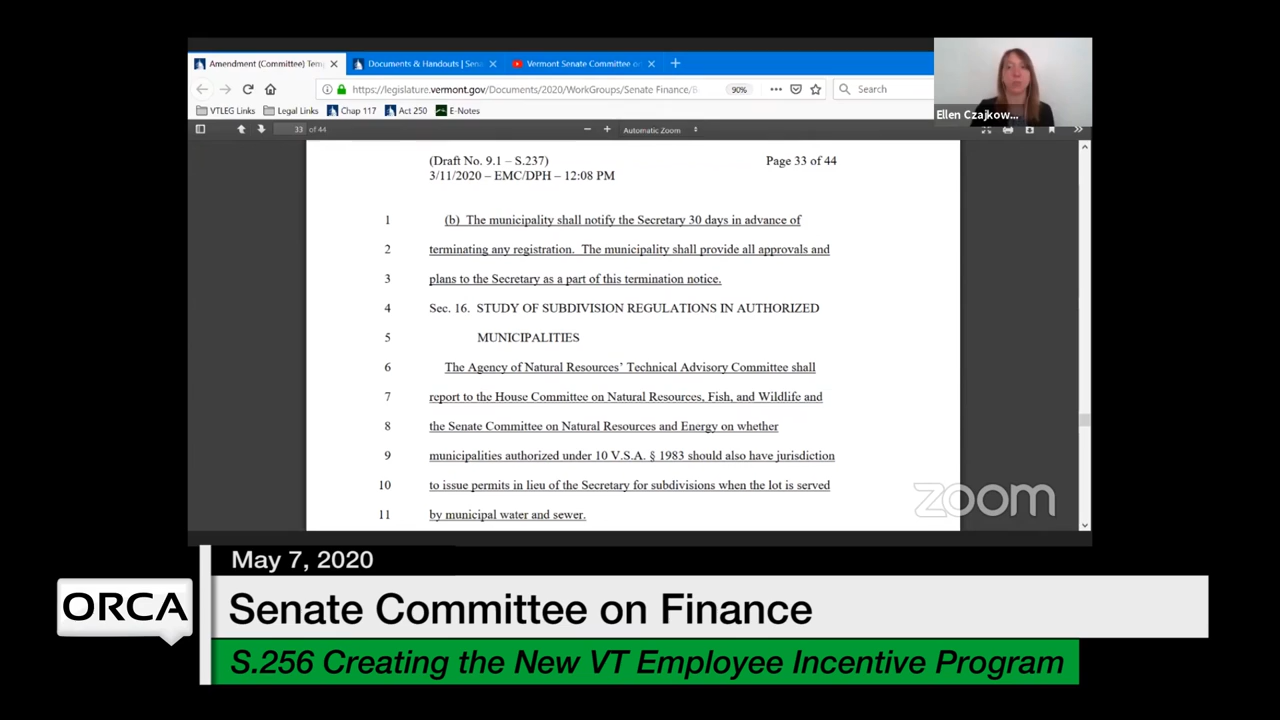 Amendment (Committee) Tem
Documents & Handouts | Sen
Vermont Senate Committee on
https://legislature.vermont.gov/Documents/2020/WorkGroups/Senate Finance/B
90%
Search
VTLEG Links
Legal Links
Chap 117
Act 250
E-Notes
Ellen Czajkow...
33 of 44
Automatic Zoom
(Draft No. 9.1 – S.237) Page 33 of 44
3/11/2020 – EMC/DPH – 12:08 PM
1 (b) The municipality shall notify the Secretary 30 days in advance of
2 terminating any registration. The municipality shall provide all approvals and
3 plans to the Secretary as a part of this termination notice.
4 Sec. 16. STUDY OF SUBDIVISION REGULATIONS IN AUTHORIZED
5 MUNICIPALITIES
6 The Agency of Natural Resources’ Technical Advisory Committee shall
7 report to the House Committee on Natural Resources, Fish, and Wildlife and
8 the Senate Committee on Natural Resources and Energy on whether
9 municipalities authorized under 10 V.S.A. § 1983 should also have jurisdiction
10 to issue permits in lieu of the Secretary for subdivisions when the lot is served
11 by municipal water and sewer.
zoom
May 7, 2020
ORCA
Senate Committee on Finance
S.256 Creating the New VT Employee Incentive Program